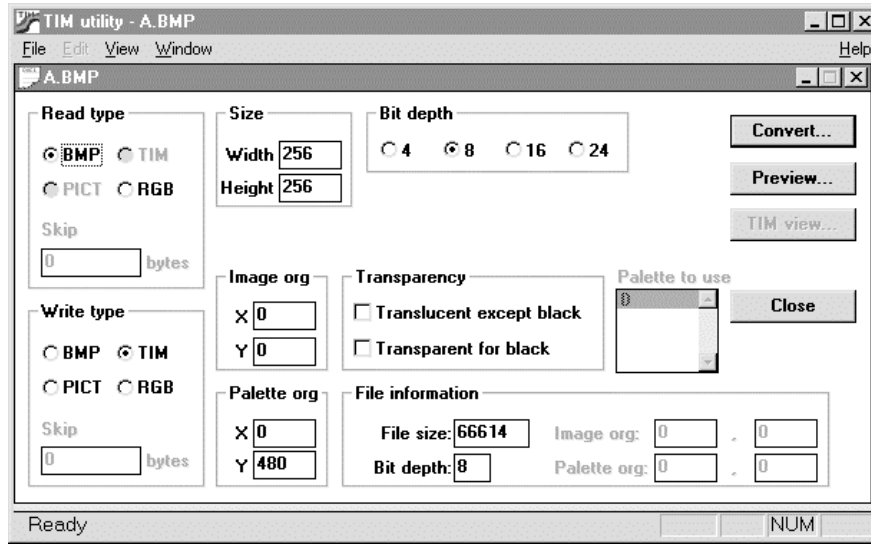 TIM utility - A.BMP
File Edit View Window Help
A.BMP
Read type
BMP TIM
PICT RGB
Skip
0 bytes
Size
Width 256
Height 256
Bit depth
4 8 16 24
Convert...
Preview...
TIM view...
Close
Write type
BMP TIM
PICT RGB
Skip
0 bytes
Image org
X 0
Y 0
Transparency
Translucent except black
Transparent for black
Palette to use
0
Palette org
X 0
Y 480
File information
File size: 66614 Image org: 0 , 0
Bit depth: 8 Palette org: 0 , 0
Ready NUM